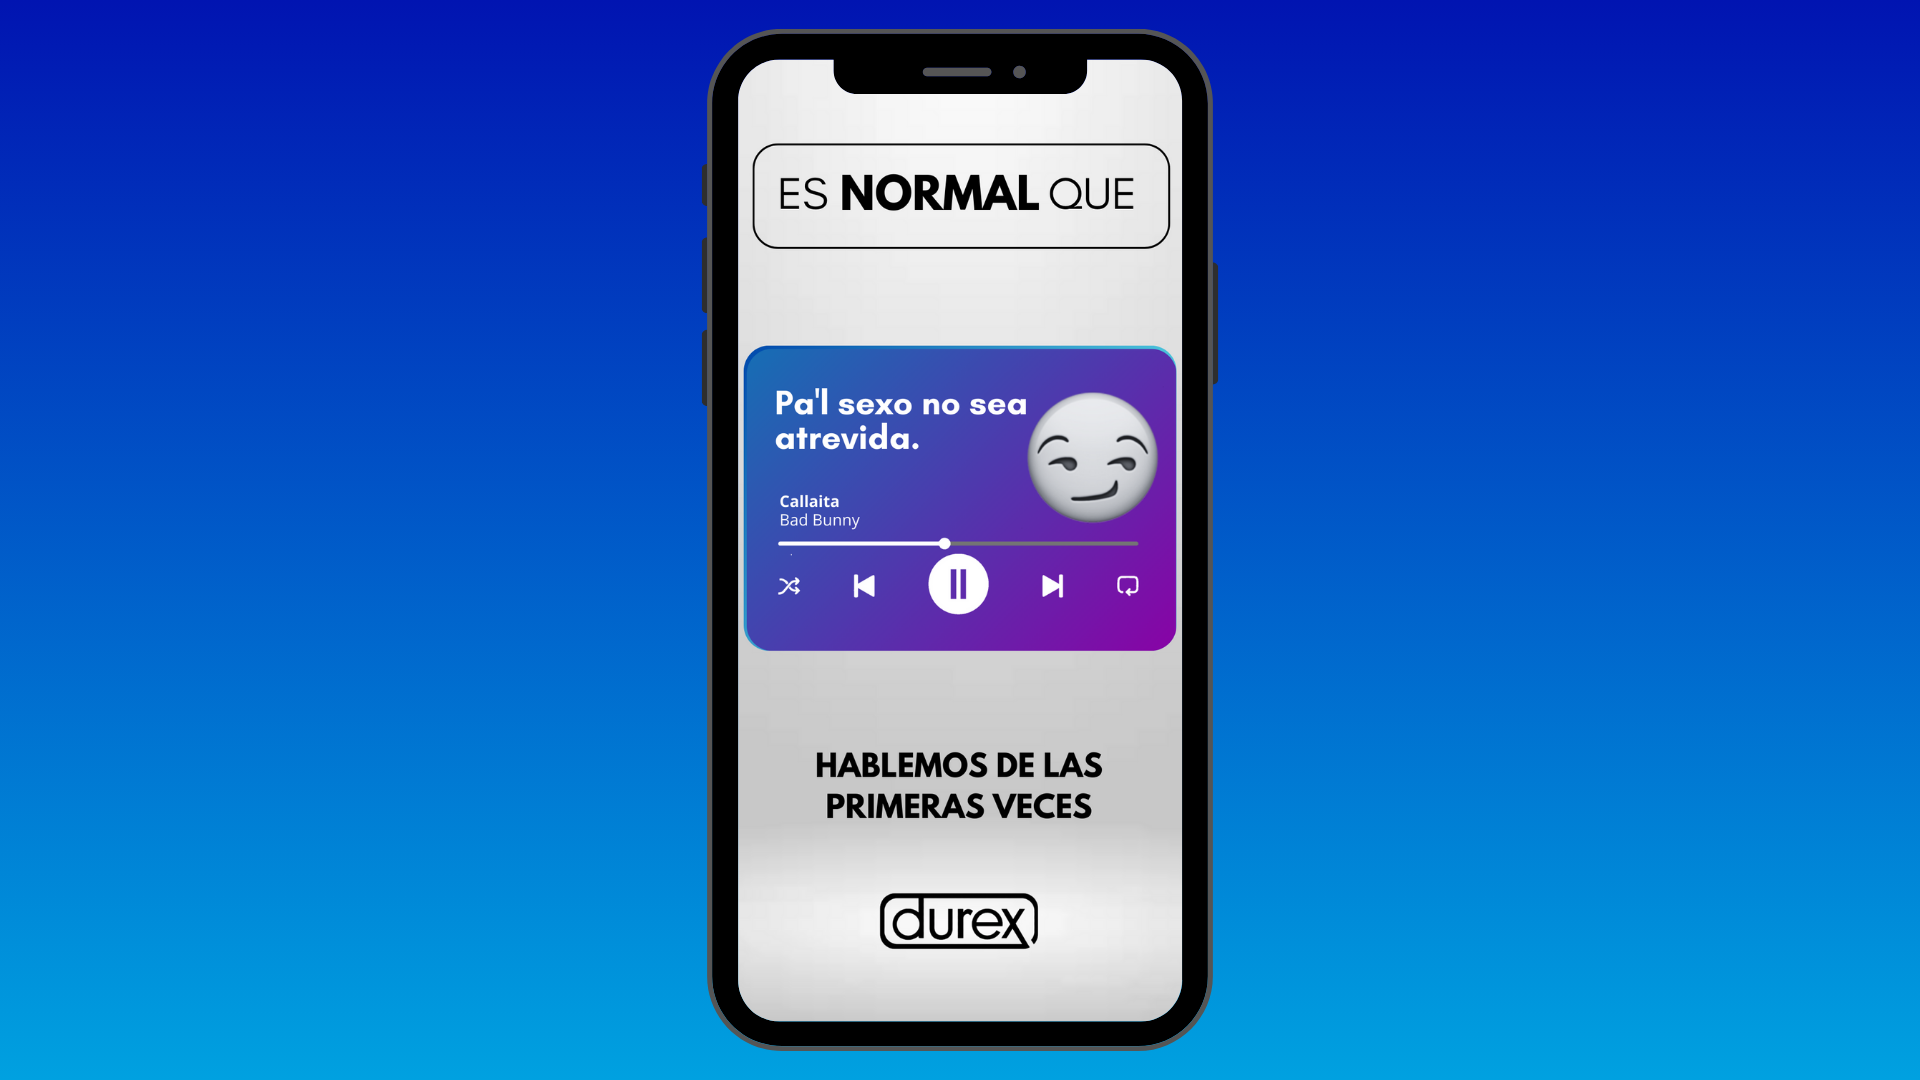 ES NORMAL QUE
Pa'l sexo no sea
atrevida.
Callaita
Bad Bunny
HABLEMOS DE LAS
PRIMERAS VECES
durex